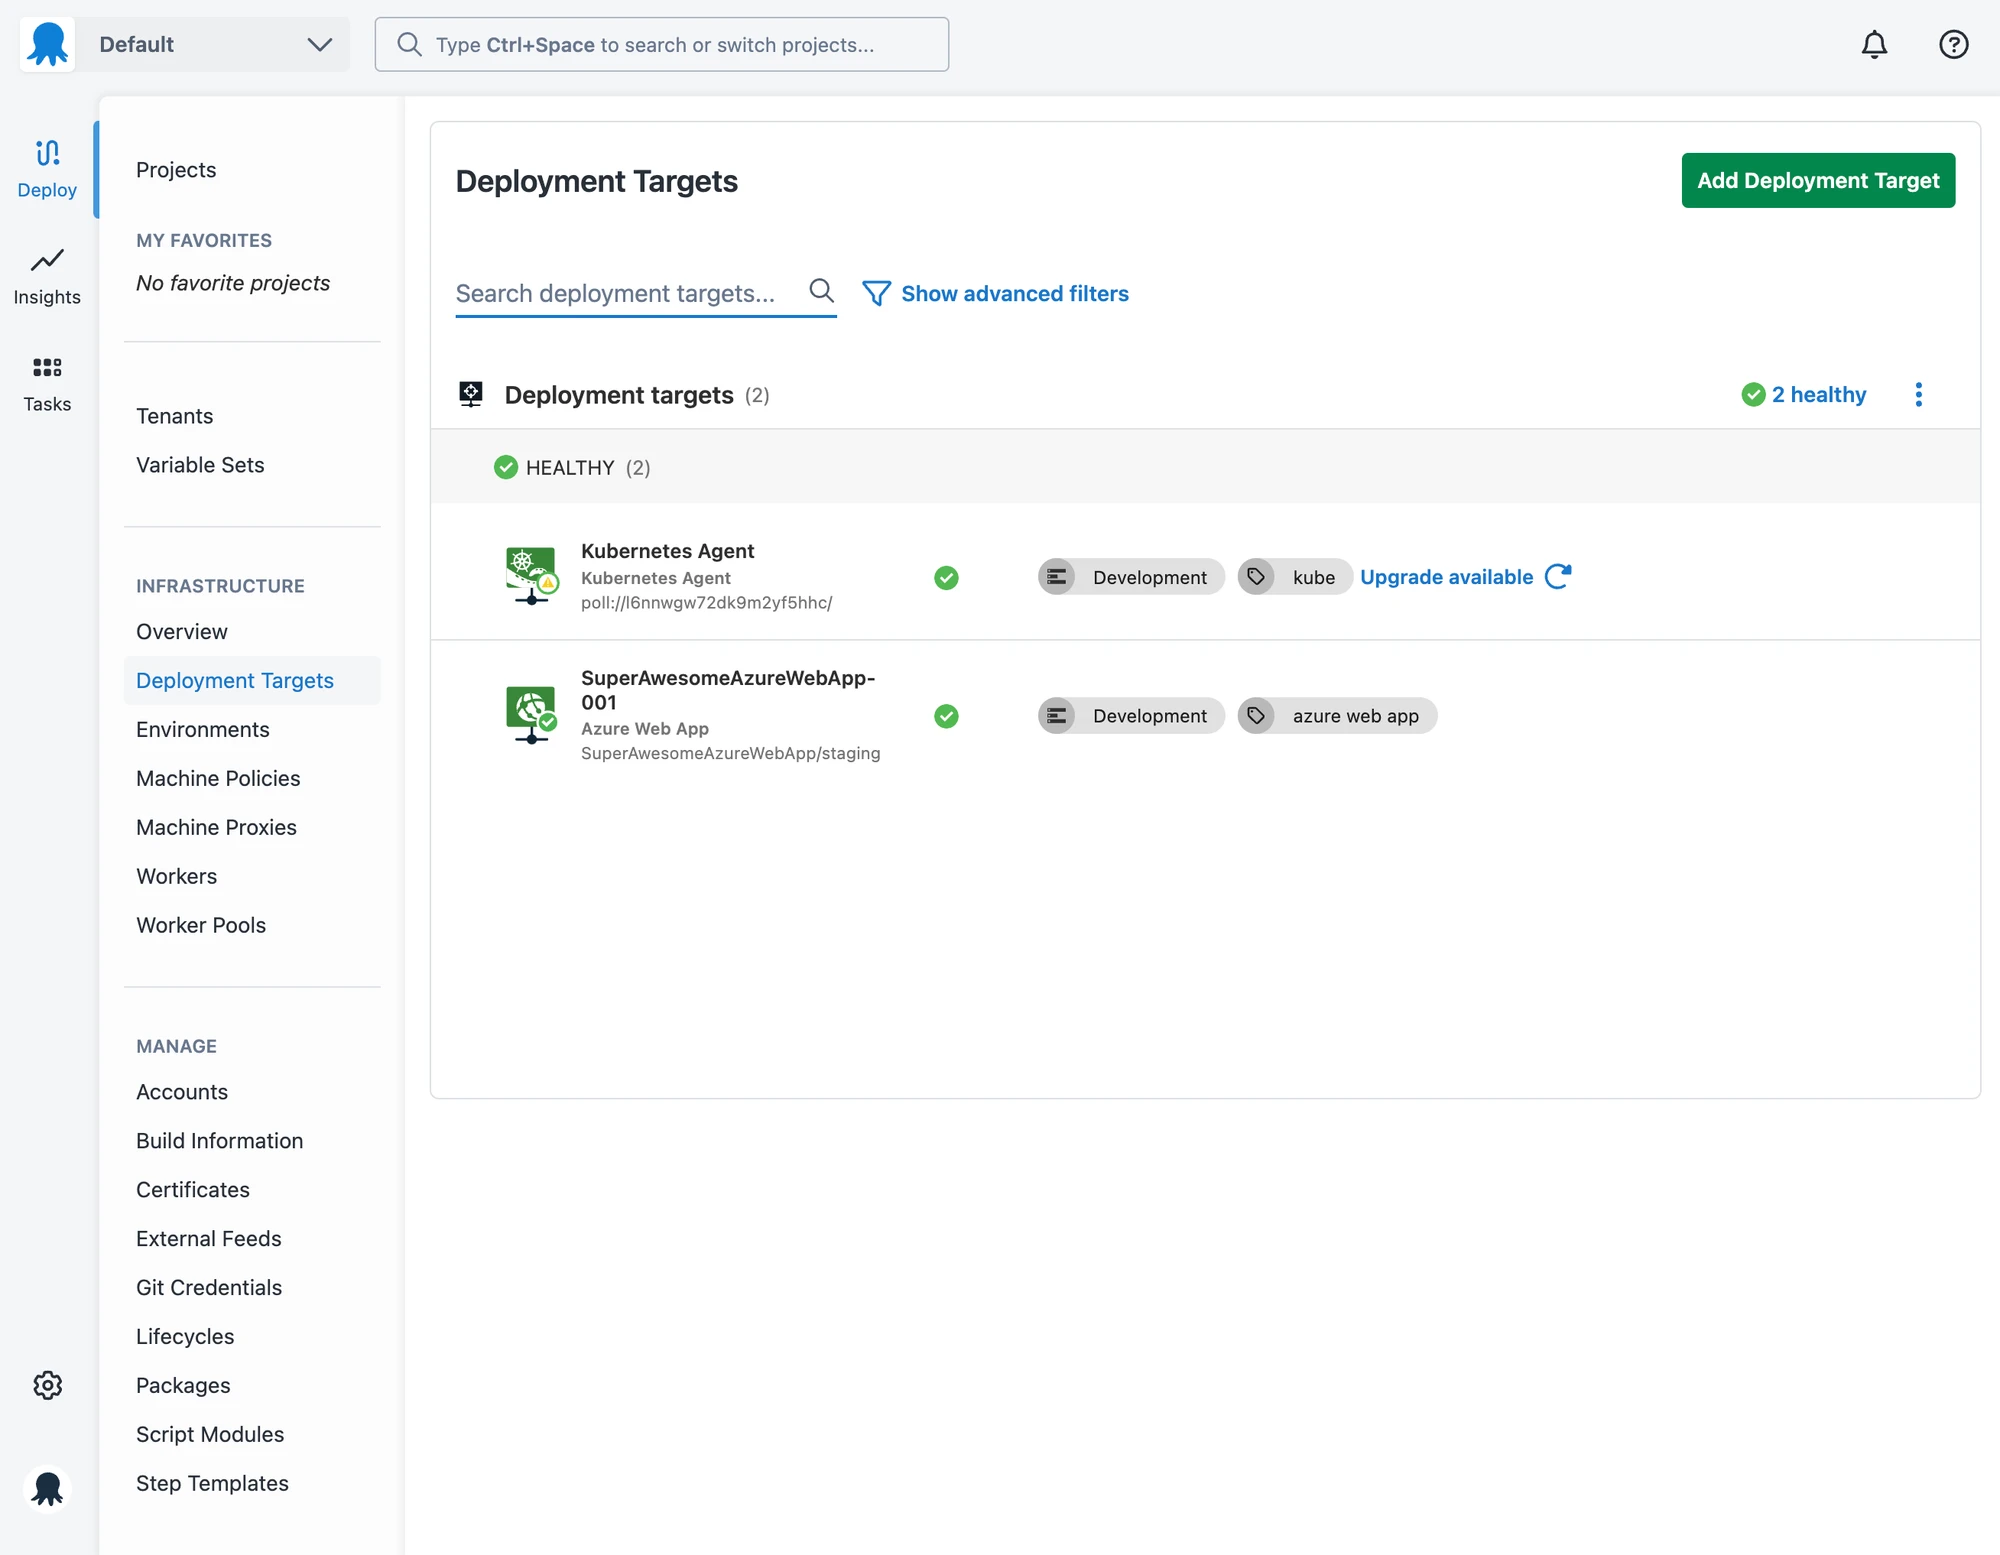 Default
Type Ctrl+Space to search or switch projects...
Deploy
Insights
Tasks
Projects
MY FAVORITES
No favorite projects
Tenants
Variable Sets
INFRASTRUCTURE
Overview
Deployment Targets
Environments
Machine Policies
Machine Proxies
Workers
Worker Pools
MANAGE
Accounts
Build Information
Certificates
External Feeds
Git Credentials
Lifecycles
Packages
Script Modules
Step Templates
Deployment Targets
Add Deployment Target
Search deployment targets...
Show advanced filters
Deployment targets (2)
2 healthy
HEALTHY (2)
Kubernetes Agent
Kubernetes Agent
poll://l6nnwgw72dk9m2yf5hhc/
Development
kube
Upgrade available
SuperAwesomeAzureWebApp-
001
Azure Web App
SuperAwesomeAzureWebApp/staging
Development
azure web app